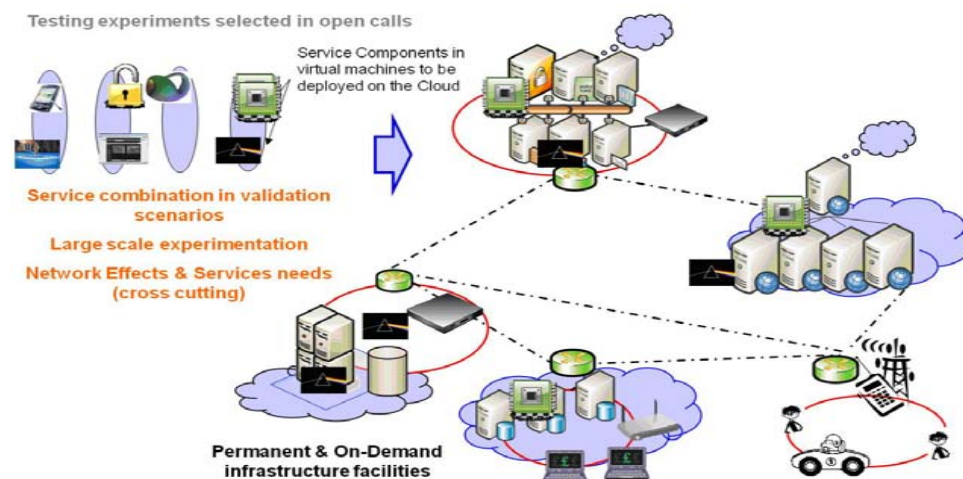 Testing experiments selected in open calls
Service Components in
virtual machines to be
deployed on the Cloud
Service combination in validation
scenarios
Large scale experimentation
Network Effects & Services needs
(cross cutting)
Permanent & On-Demand
infrastructure facilities
£
£